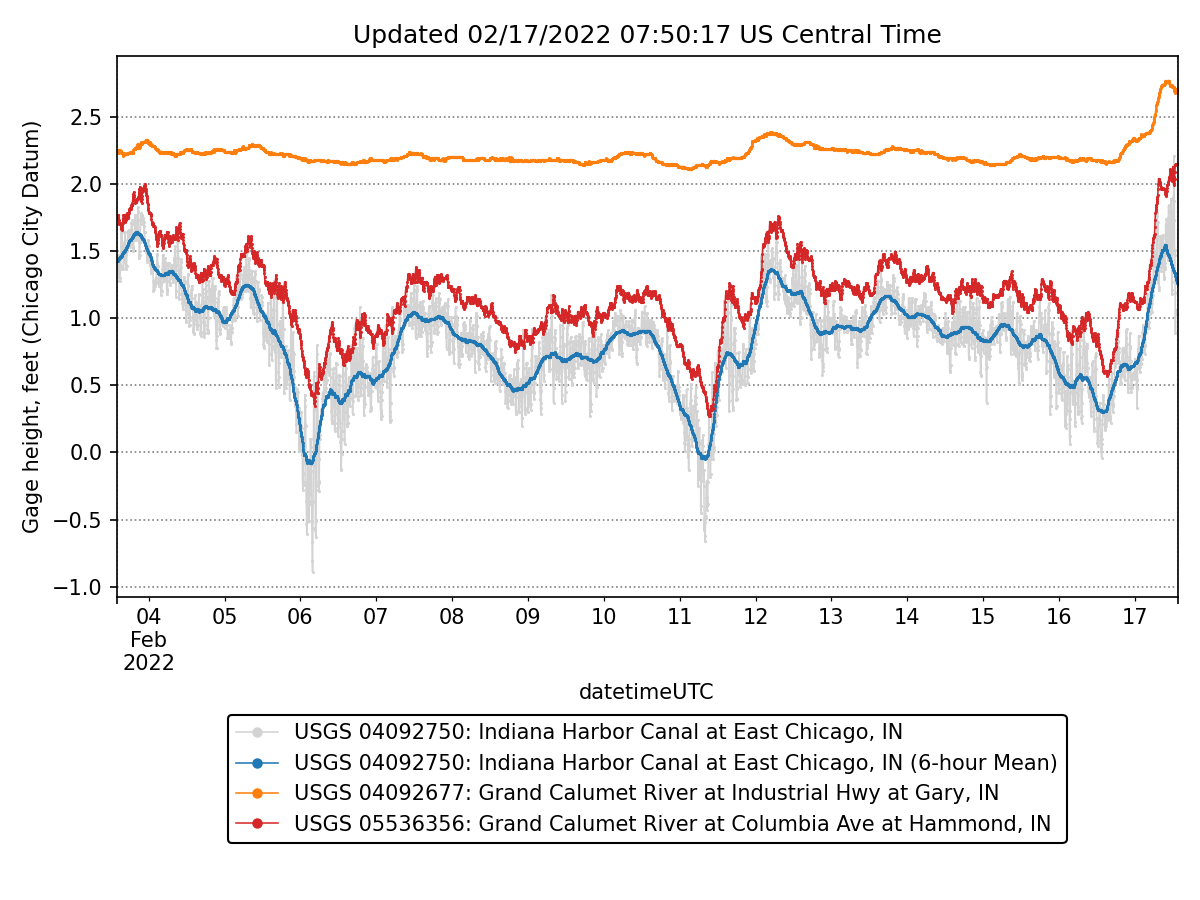 Updated 02/17/2022 07:50:17 US Central Time
Gage height, feet (Chicago City Datum)
2.5
2.0
1.5
1.0
0.5
0.0
−0.5
−1.0
04 05 06 07 08 09 10 11 12 13 14 15 16 17
Feb
2022
datetimeUTC
USGS 04092750: Indiana Harbor Canal at East Chicago, IN
USGS 04092750: Indiana Harbor Canal at East Chicago, IN (6-hour Mean)
USGS 04092677: Grand Calumet River at Industrial Hwy at Gary, IN
USGS 05536356: Grand Calumet River at Columbia Ave at Hammond, IN